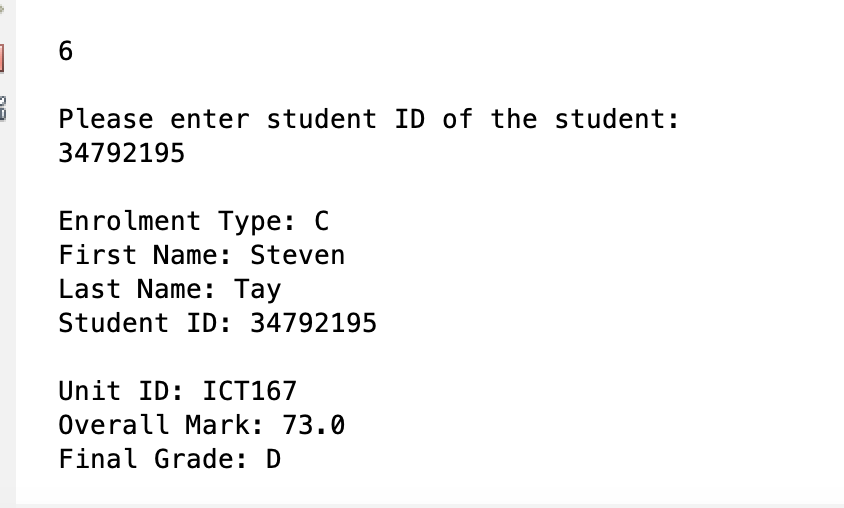 6
Please enter student ID of the student:
34792195
Enrolment Type: C
First Name: Steven
Last Name: Tay
Student ID: 34792195
Unit ID: ICT167
Overall Mark: 73.0
Final Grade: D